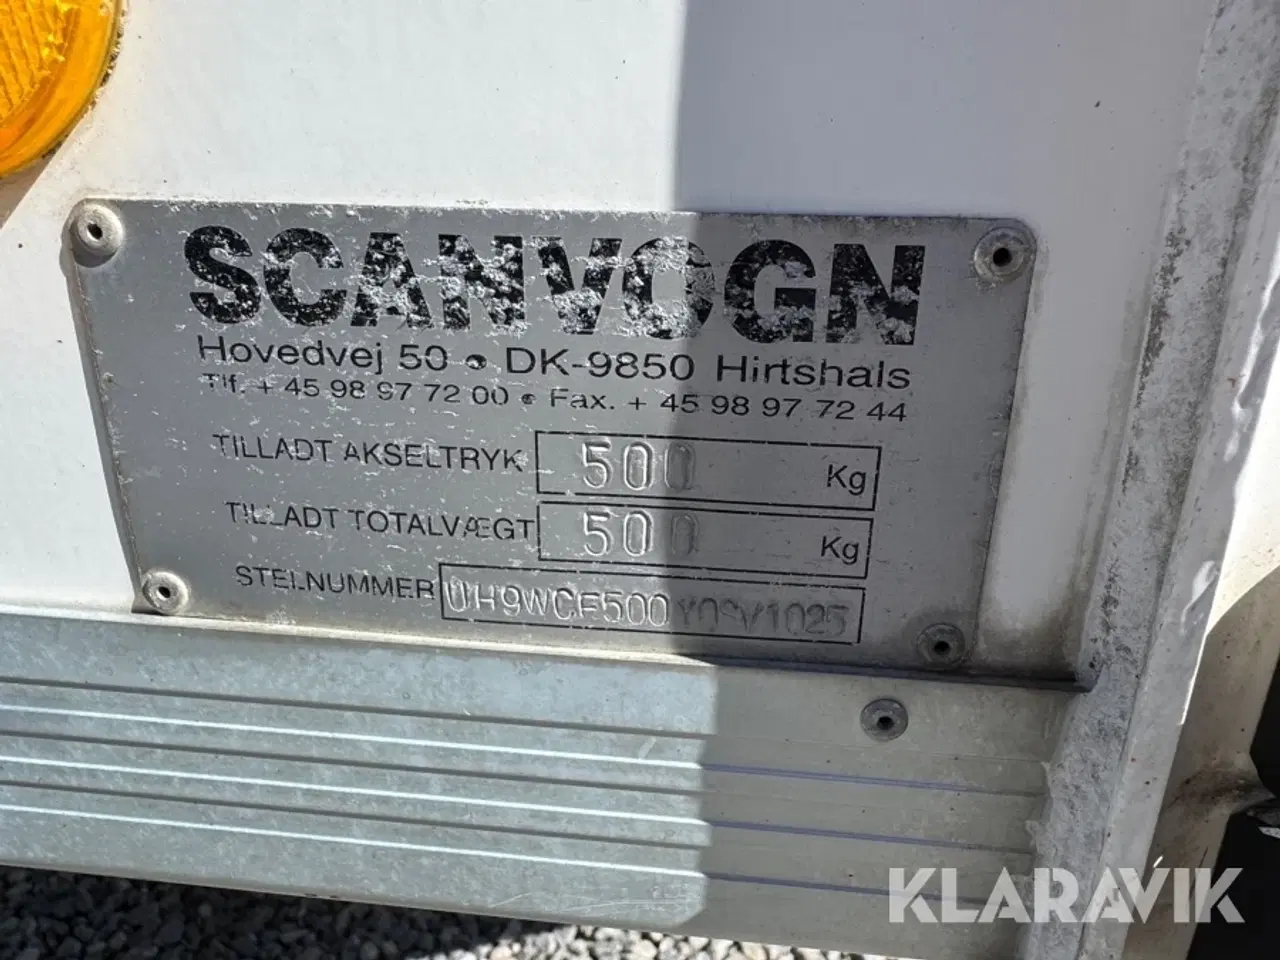 SCANVOGN
Hovedvej 50 • DK-9850 Hirtshals
Tlf. + 45 98 97 72 00 • Fax. + 45 98 97 72 44
TILLADT AKSELTRYK 500 Kg
TILLADT TOTALVÆGT 500 Kg
STELNUMMER
KLARAVIK